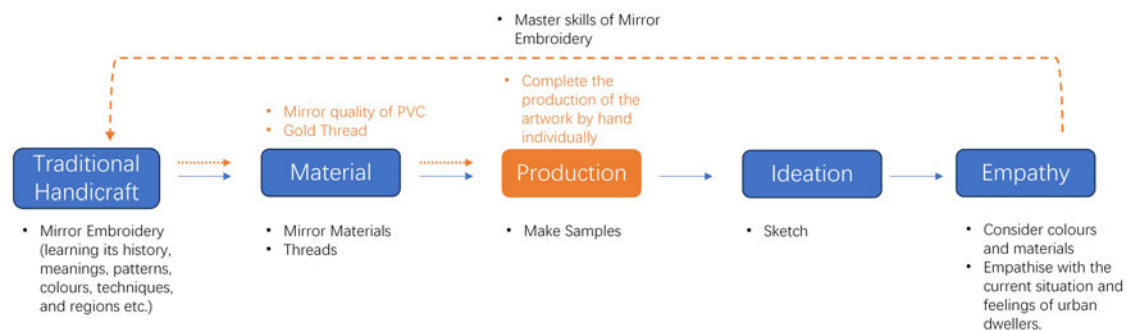 • Master skills of Mirror
Embroidery
• Mirror quality of PVC
• Gold Thread
• Complete the
production of the
artwork by hand
individually
Traditional
Handicraft
Material
Production
Ideation
Empathy
• Mirror Embroidery
(learning its history,
meanings, patterns,
colours, techniques,
and regions etc.)
• Mirror Materials
• Threads
• Make Samples
• Sketch
• Consider colours
and materials
• Empathise with the
current situation and
feelings of urban
dwellers.